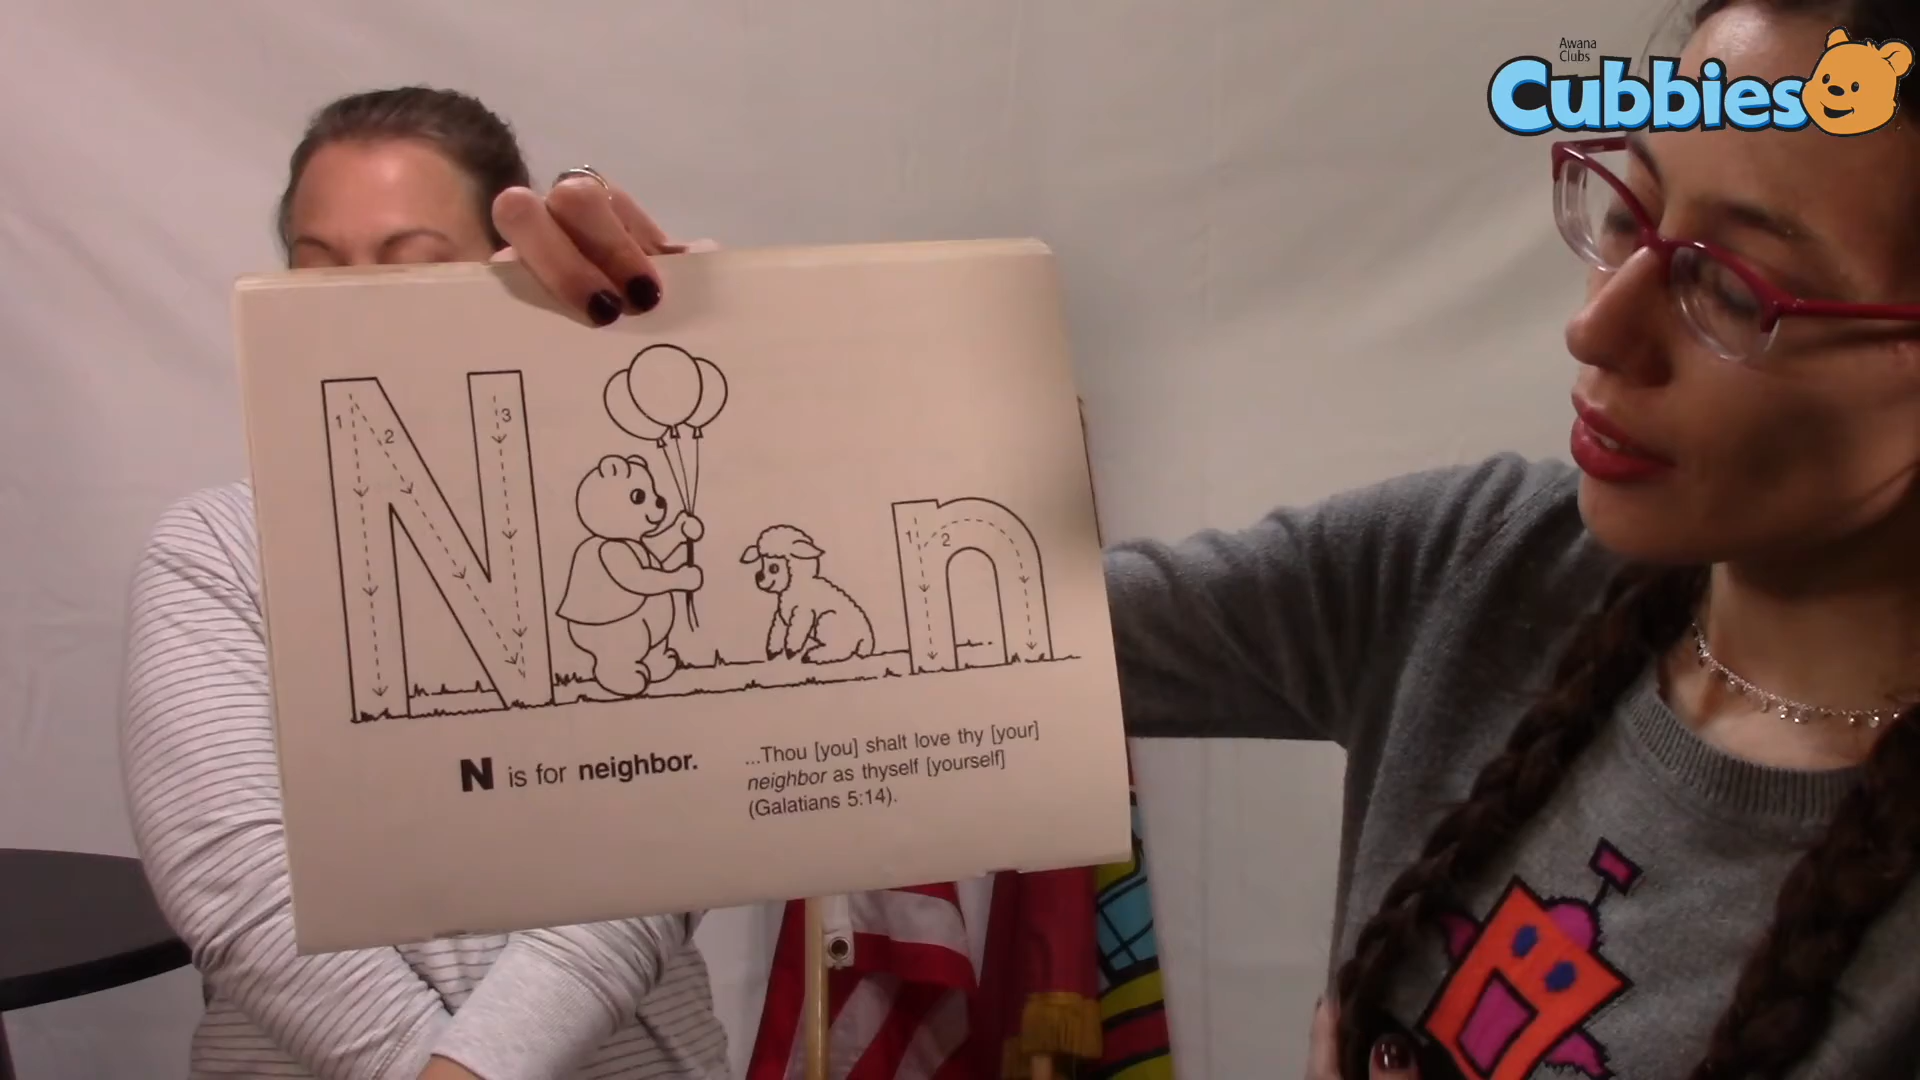 Awana
Clubs
Cubbies
N n
1 2 3
1 2
N is for neighbor.
...Thou [you] shalt love thy [your]
neighbor as thyself [yourself]
(Galatians 5:14).